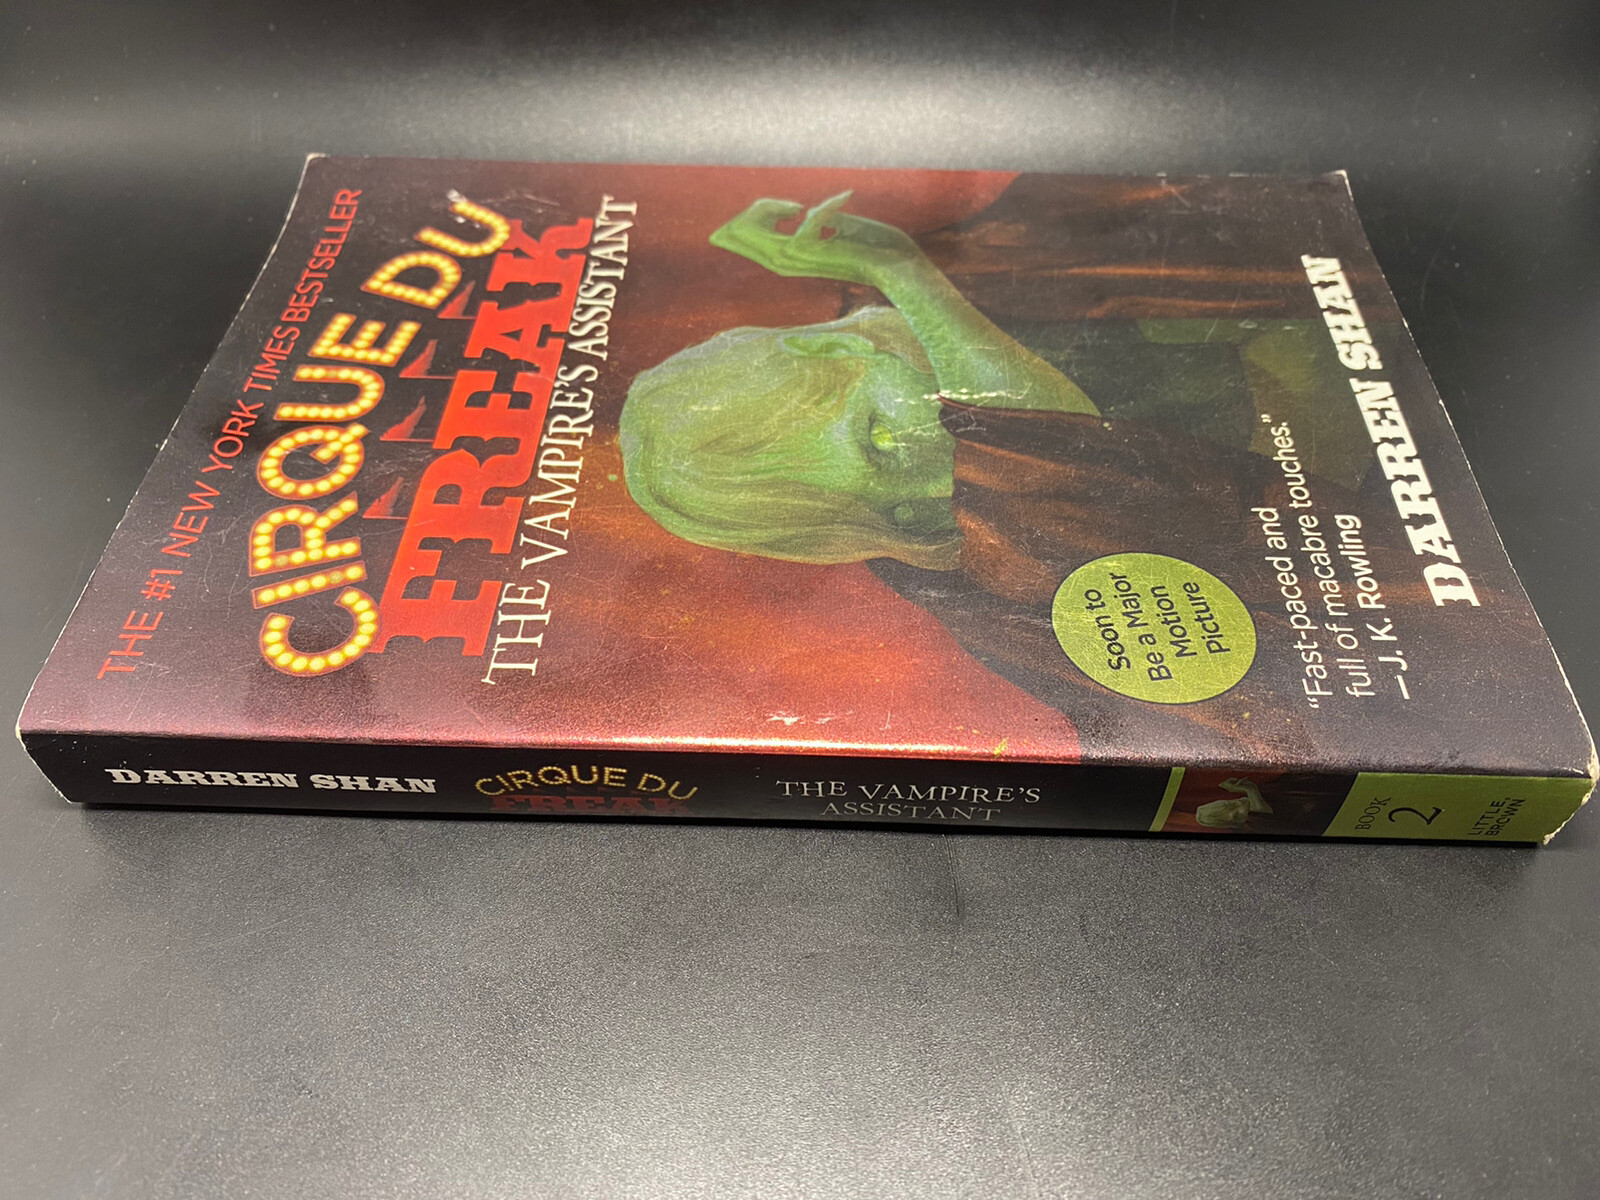 THE #1 NEW YORK TIMES BESTSELLER
CIRQUE DU
FREAK
THE VAMPIRE'S ASSISTANT
Soon to
Be a Major
Motion
Picture
“Fast-paced and
full of macabre touches.”
— J. K. Rowling
DARREN SHAN
DARREN SHAN
CIRQUE DU
FREAK
THE VAMPIRE'S
ASSISTANT
BOOK
2
LITTLE,
BROWN